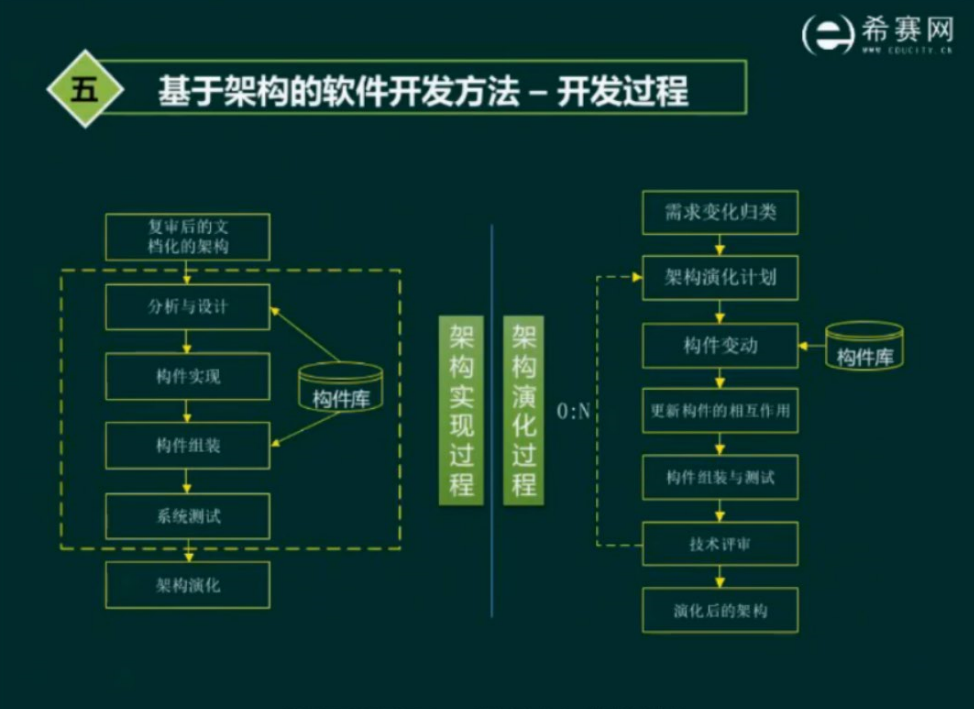 希赛网
WWW.EDUCITY.CN
五
基于架构的软件开发方法 – 开发过程
复审后的文
档化的架构
分析与设计
构件实现
构件组装
系统测试
架构演化
构件库
架构实现过程
架构演化过程
0:N
需求变化归类
架构演化计划
构件变动
更新构件的相互作用
构件组装与测试
技术评审
演化后的架构
构件库